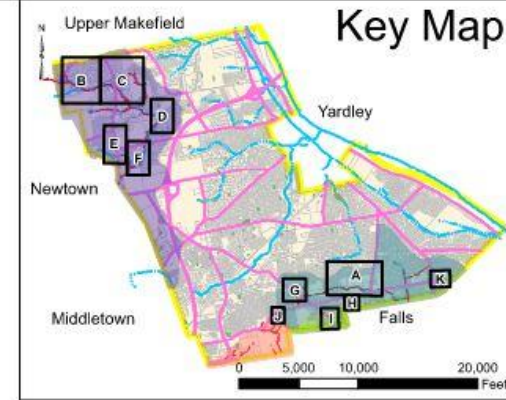 Key Map
Upper Makefield
N
B
C
D
Yardley
E
F
Newtown
A
K
G
H
J
I
Middletown
Falls
0 5,000 10,000 20,000
Feet